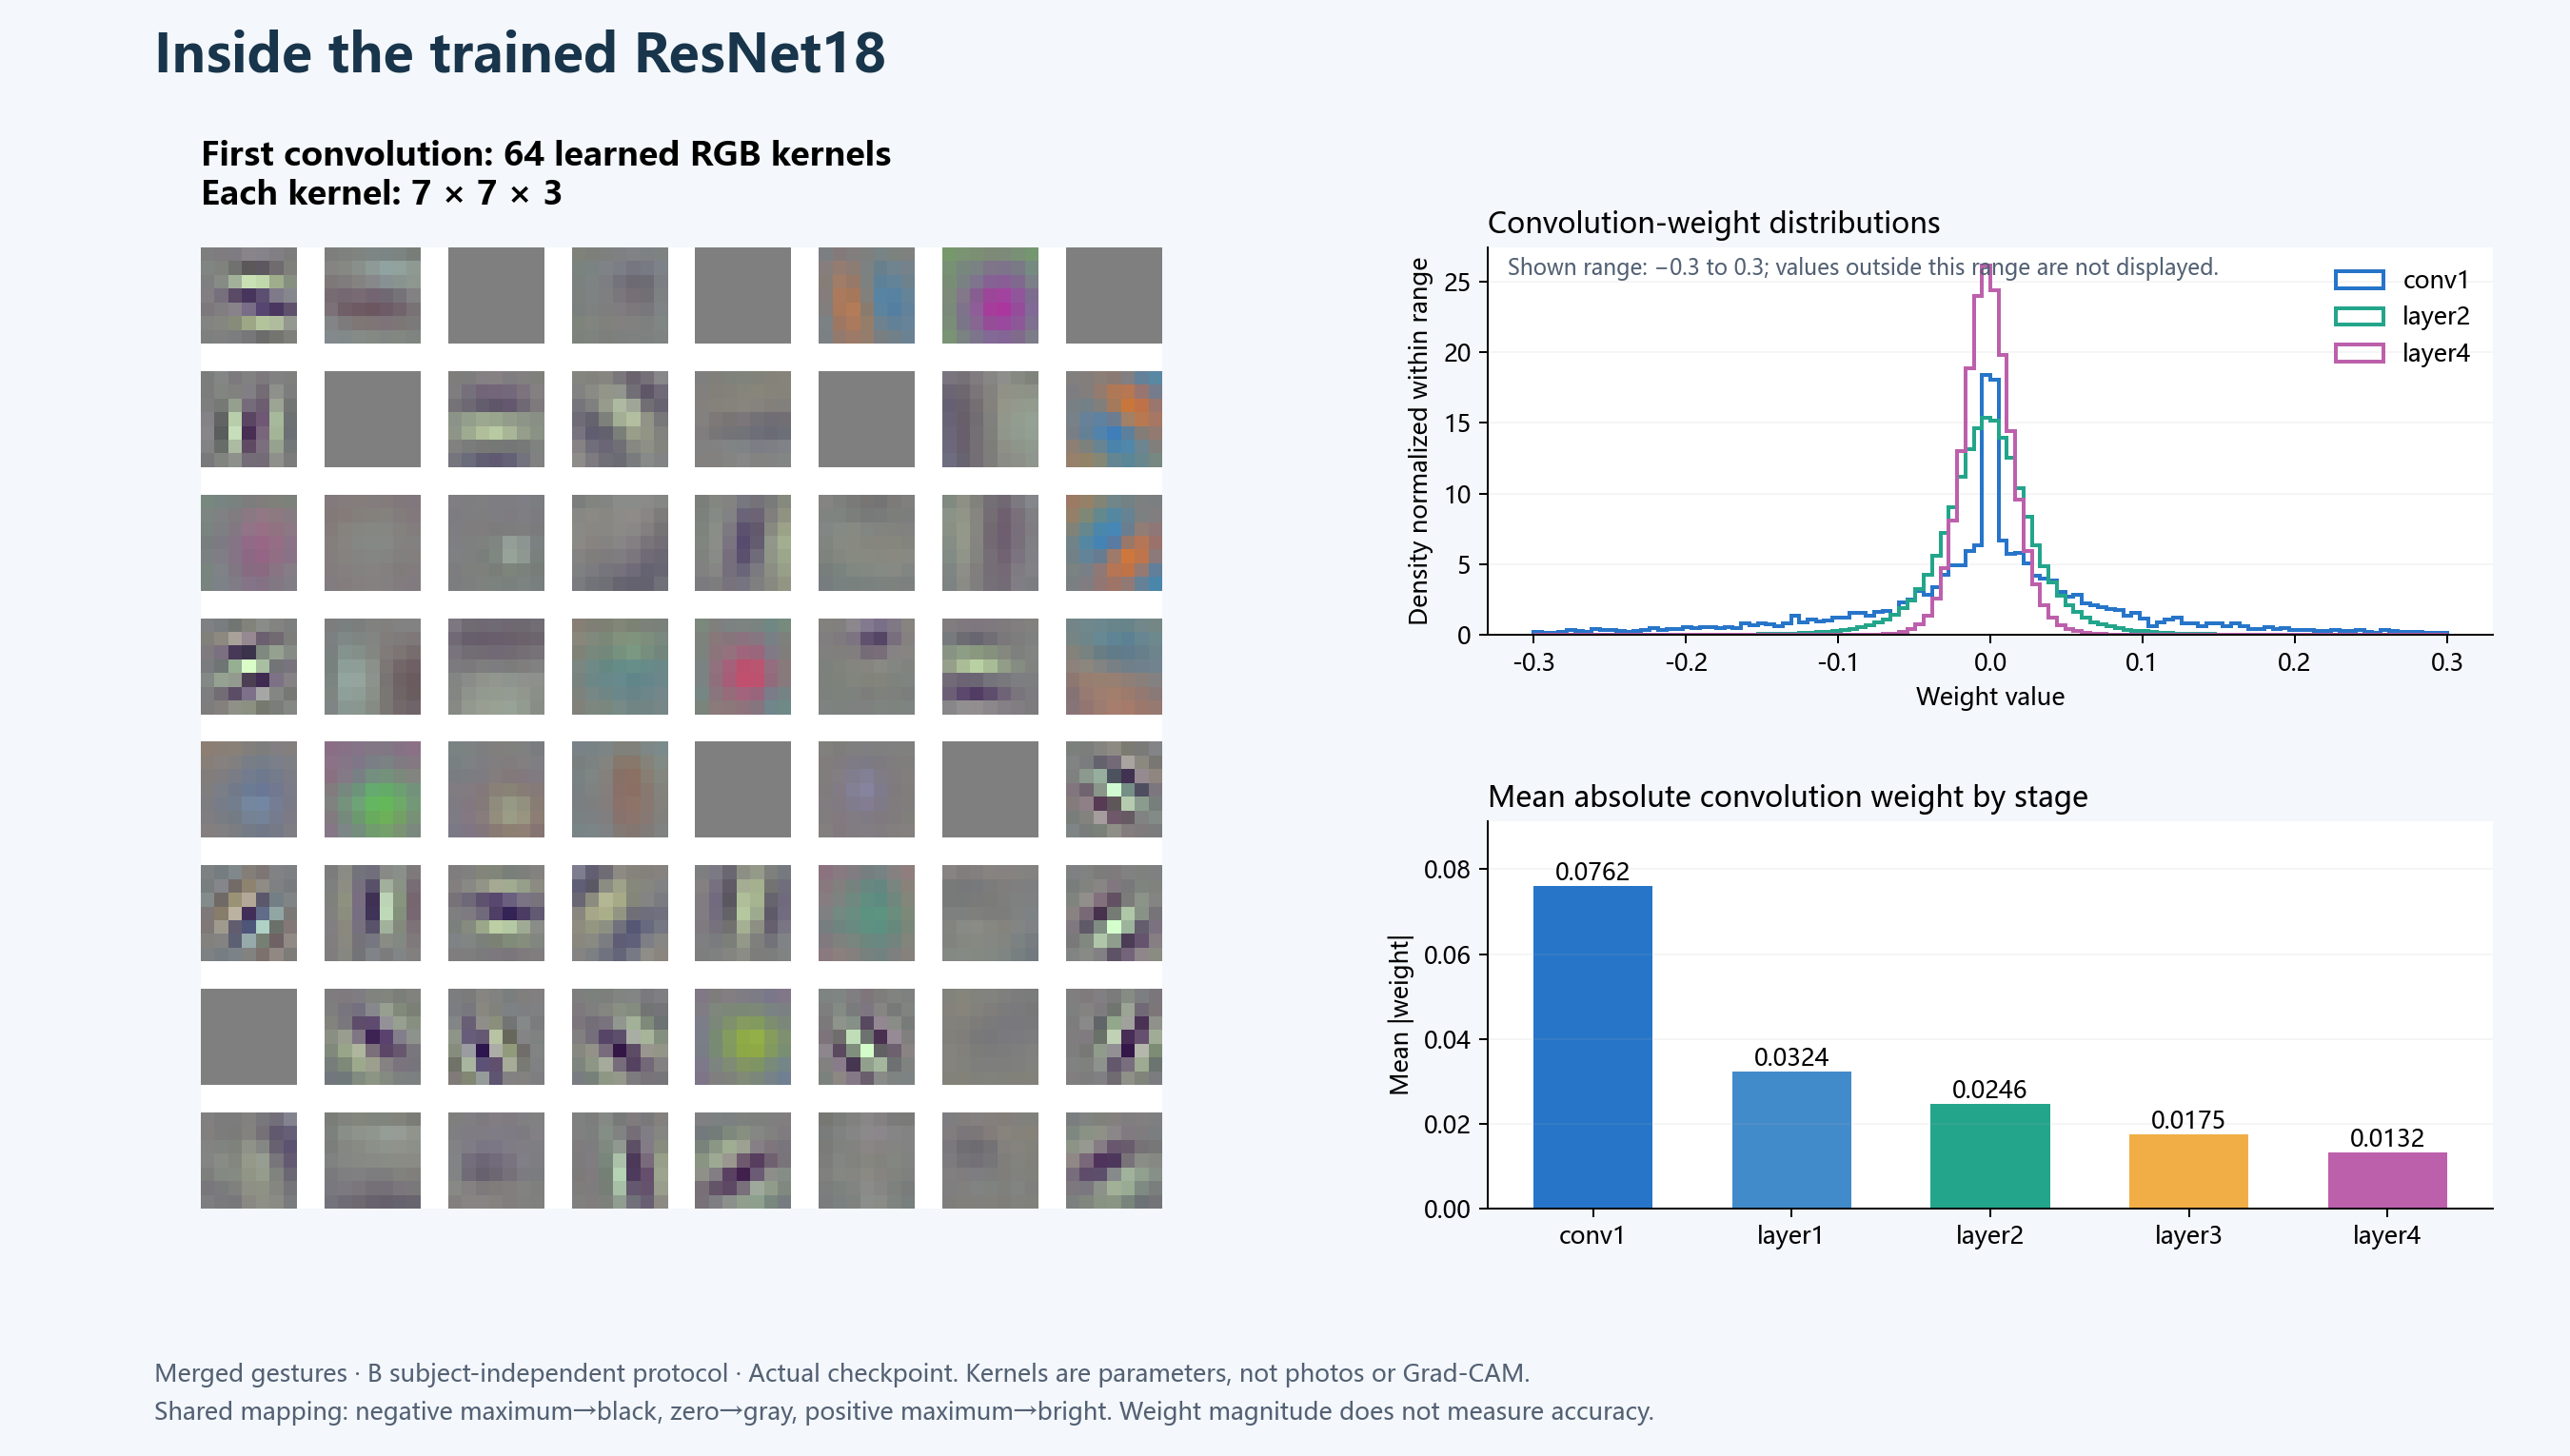 Inside the trained ResNet18
First convolution: 64 learned RGB kernels
Each kernel: 7 × 7 × 3
Convolution-weight distributions
Shown range: −0.3 to 0.3; values outside this range are not displayed.
conv1
layer2
layer4
Density normalized within range
25
20
15
10
5
0
-0.3
-0.2
-0.1
0.0
0.1
0.2
0.3
Weight value
Mean absolute convolution weight by stage
Mean |weight|
0.08
0.06
0.04
0.02
0.00
0.0762
0.0324
0.0246
0.0175
0.0132
conv1
layer1
layer2
layer3
layer4
Merged gestures · B subject-independent protocol · Actual checkpoint. Kernels are parameters, not photos or Grad-CAM.
Shared mapping: negative maximum→black, zero→gray, positive maximum→bright. Weight magnitude does not measure accuracy.